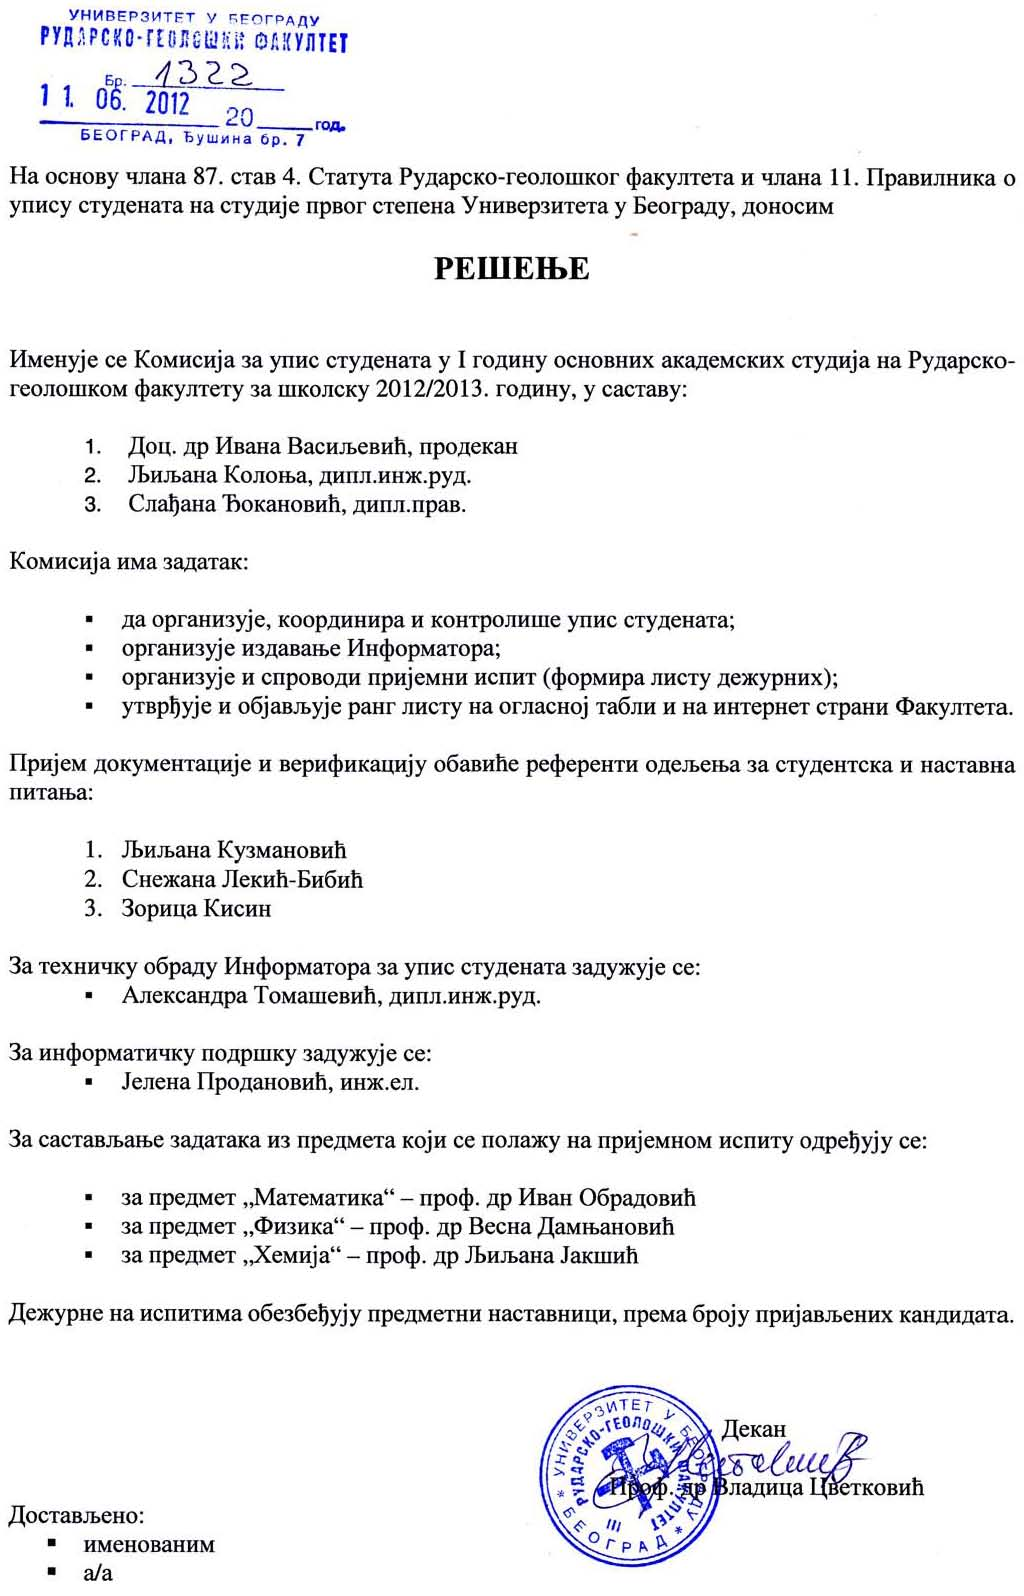 УНИВЕРЗИТЕТ У БЕОГРАДУ
РУДАРСКО-ГЕОЛОШКИ ФАКУЛТЕТ
Бр. 1322
11. 06. 2012 20 год.
БЕОГРАД, Ђушина бр. 7
На основу члана 87. став 4. Статута Рударско-геолошког факултета и члана 11. Правилника о
упису студената на студије првог степена Универзитета у Београду, доносим
РЕШЕЊЕ
Именује се Комисија за упис студената у I годину основних академских студија на Рударско-
геолошком факултету за школску 2012/2013. годину, у саставу:
1. Доц. др Ивана Васиљевић, продекан
2. Љиљана Колоња, дипл.инж.руд.
3. Слађана Ђокановић, дипл.прав.
Комисија има задатак:
▪ да организује, координира и контролише упис студената;
▪ организује издавање Информатора;
▪ организује и спроводи пријемни испит (формира листу дежурних);
▪ утврђује и објављује ранг листу на огласној табли и на интернет страни Факултета.
Пријем документације и верификацију обавиће референти одељења за студентска и наставна
питања:
1. Љиљана Кузмановић
2. Снежана Лекић-Бибић
3. Зорица Кисин
За техничку обраду Информатора за упис студената задужује се:
▪ Александра Томашевић, дипл.инж.руд.
За информатичку подршку задужује се:
▪ Јелена Продановић, инж.ел.
За састављање задатака из предмета који се полажу на пријемном испиту одређују се:
▪ за предмет „Математика“ – проф. др Иван Обрадовић
▪ за предмет „Физика“ – проф. др Весна Дамњановић
▪ за предмет „Хемија“ – проф. др Љиљана Јакшић
Дежурне на испитима обезбеђују предметни наставници, према броју пријављених кандидата.
* УНИВЕРЗИТЕТ У БЕОГРАДУ * БЕОГРАД
РУДАРСКО-ГЕОЛОШКИ ФАКУЛТЕТ
III
Декан
Проф. др Владица Цветковић
Достављено:
▪ именованим
▪ а/а